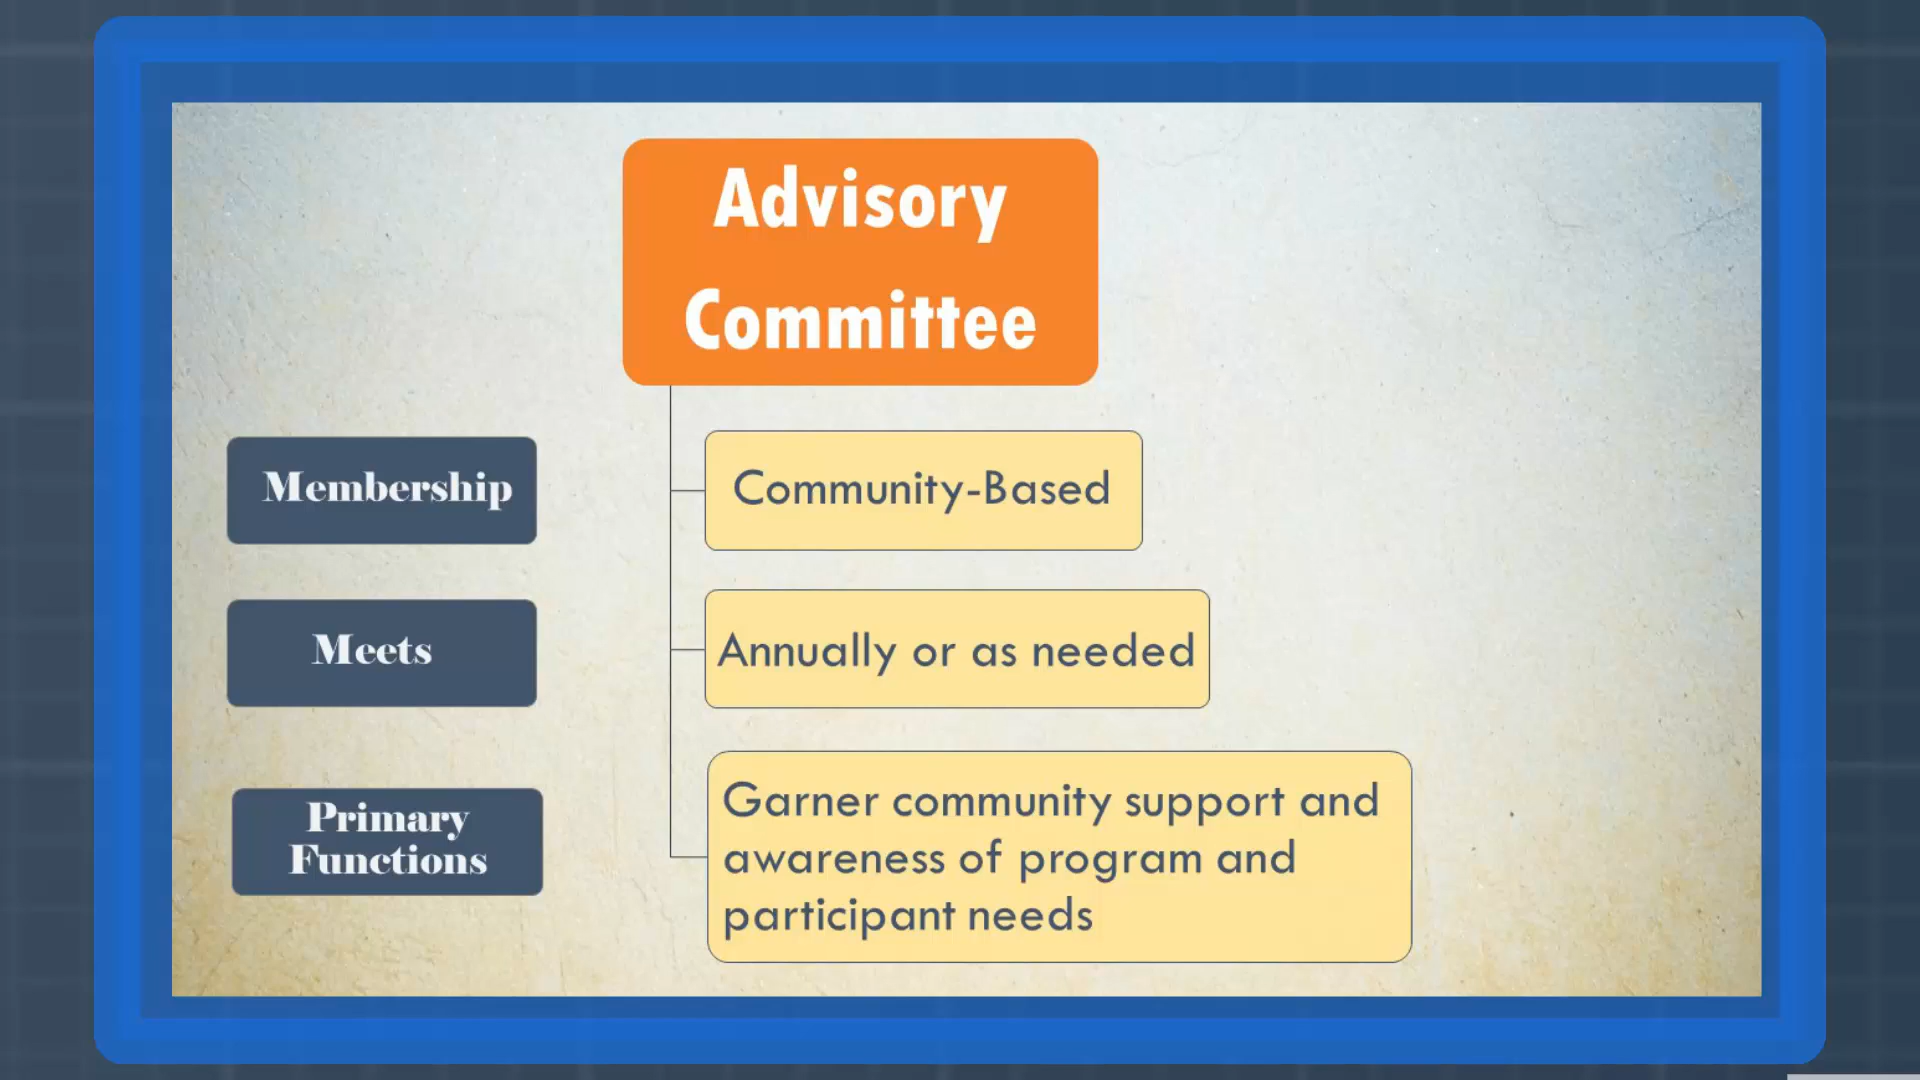 Advisory
Committee
Membership
Community-Based
Meets
Annually or as needed
Primary
Functions
Garner community support and
awareness of program and
participant needs